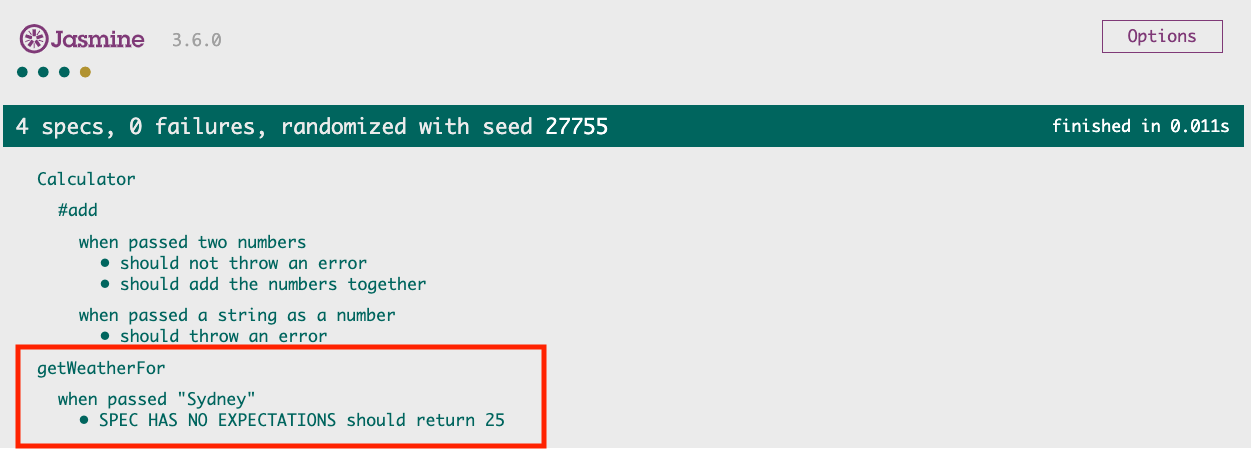 Jasmine 3.6.0 Options
4 specs, 0 failures, randomized with seed 27755 finished in 0.011s
Calculator
#add
when passed two numbers
• should not throw an error
• should add the numbers together
when passed a string as a number
• should throw an error
getWeatherFor
when passed "Sydney"
• SPEC HAS NO EXPECTATIONS should return 25